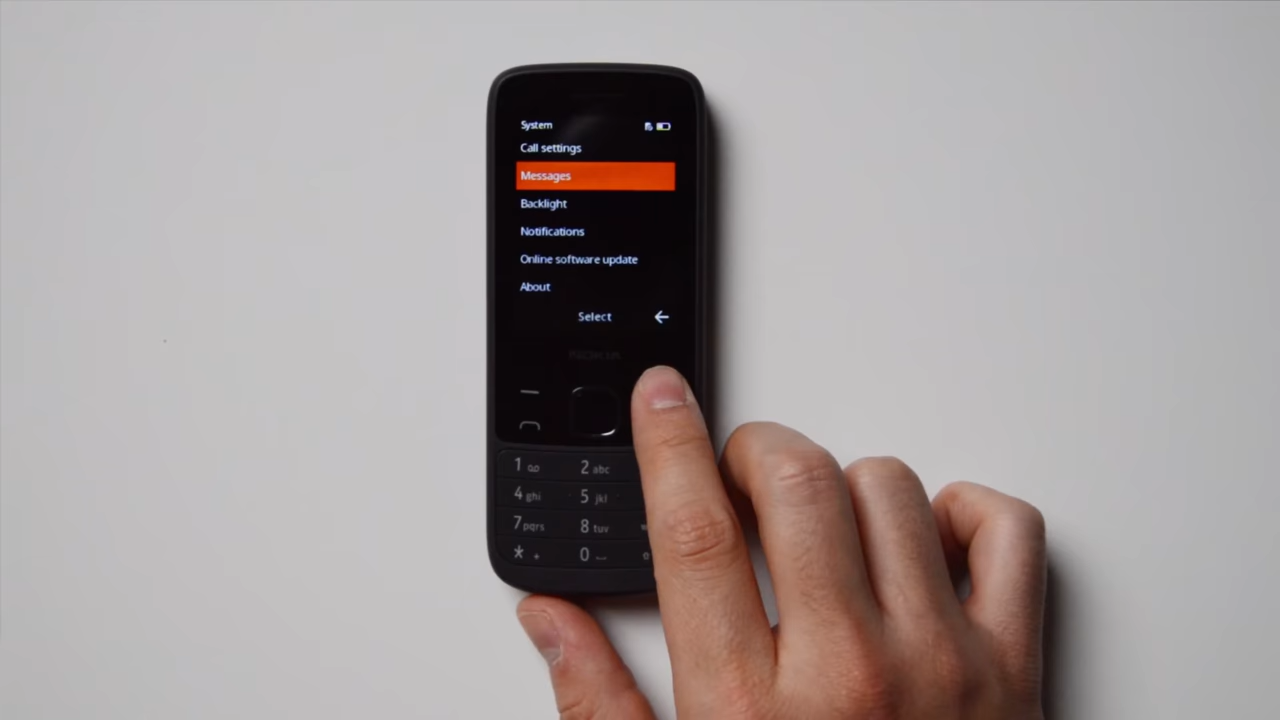 System
Call settings
Messages
Backlight
Notifications
Online software update
About
Select
1
2 abc
4 ghi
5 jkl
7 pqrs
8 tuv
* +
0